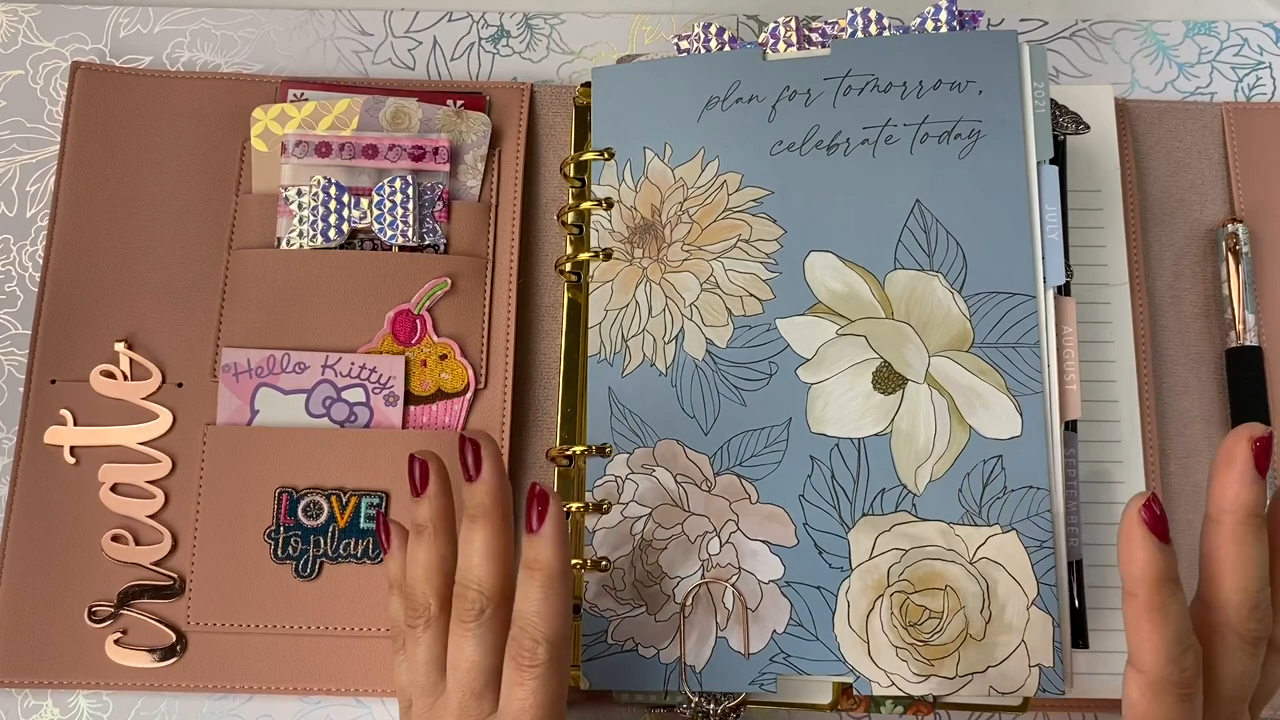 create
Hello Kitty
LOVE
to plan
plan for tomorrow,
celebrate today
2021
JULY
AUGUST
SEPTEMBER